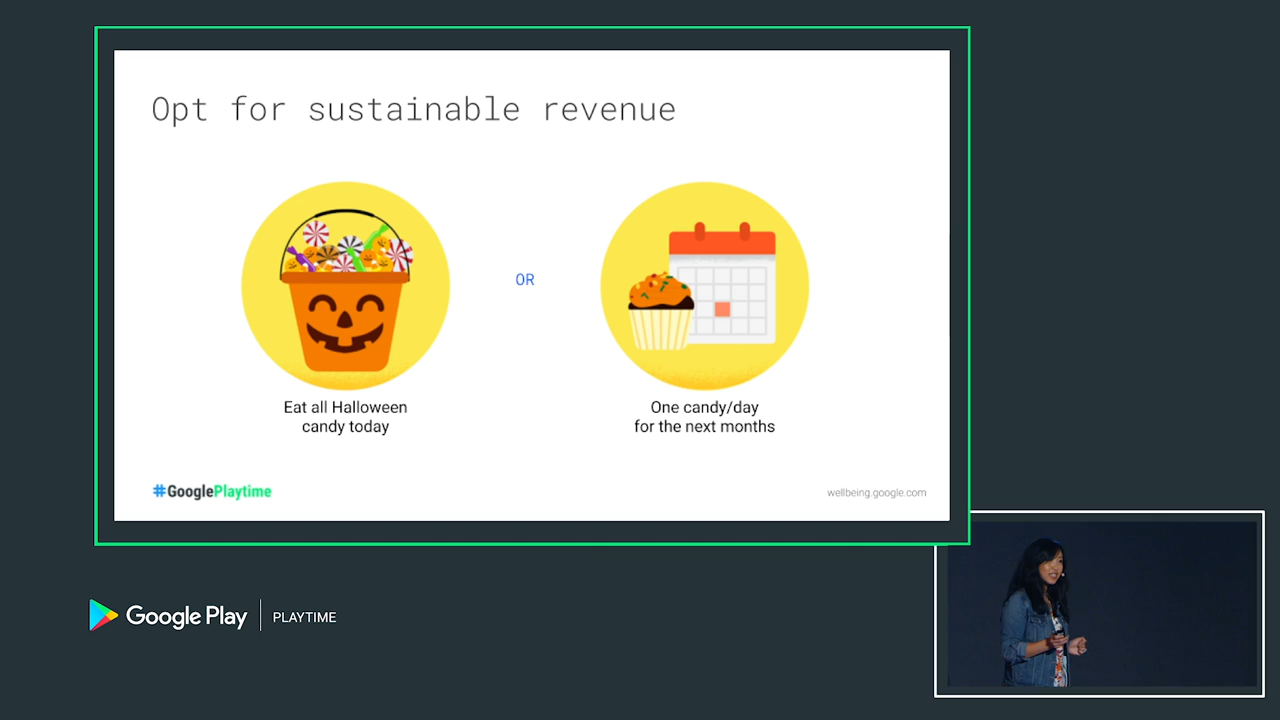 Opt for sustainable revenue
OR
Eat all Halloween
candy today
One candy/day
for the next months
#GooglePlaytime
wellbeing.google.com
Google Play
PLAYTIME